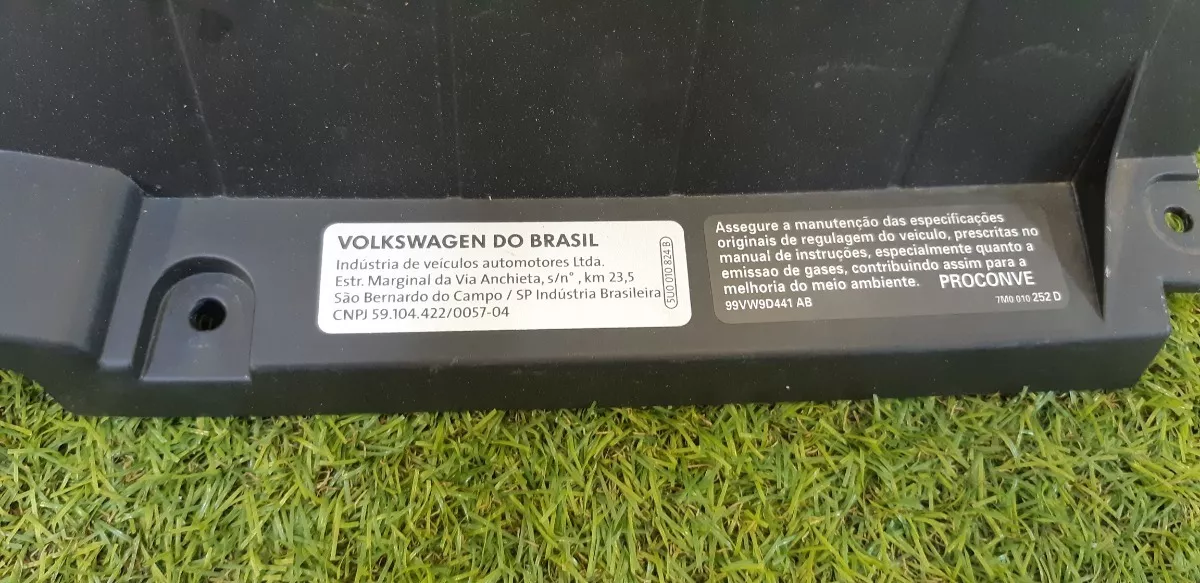 VOLKSWAGEN DO BRASIL
Indústria de veículos automotores Ltda.
Estr. Marginal da Via Anchieta, s/n°, km 23,5
São Bernardo do Campo / SP Indústria Brasileira
CNPJ 59.104.422/0057-04
5U0 010 824 B
Assegure a manutenção das especificações
originais de regulagem do veículo, prescritas no
manual de instruções, especialmente quanto a
emissao de gases, contribuindo assim para a
melhoria do meio ambiente. PROCONVE
99VW9D441 AB 7M0 010 252 D